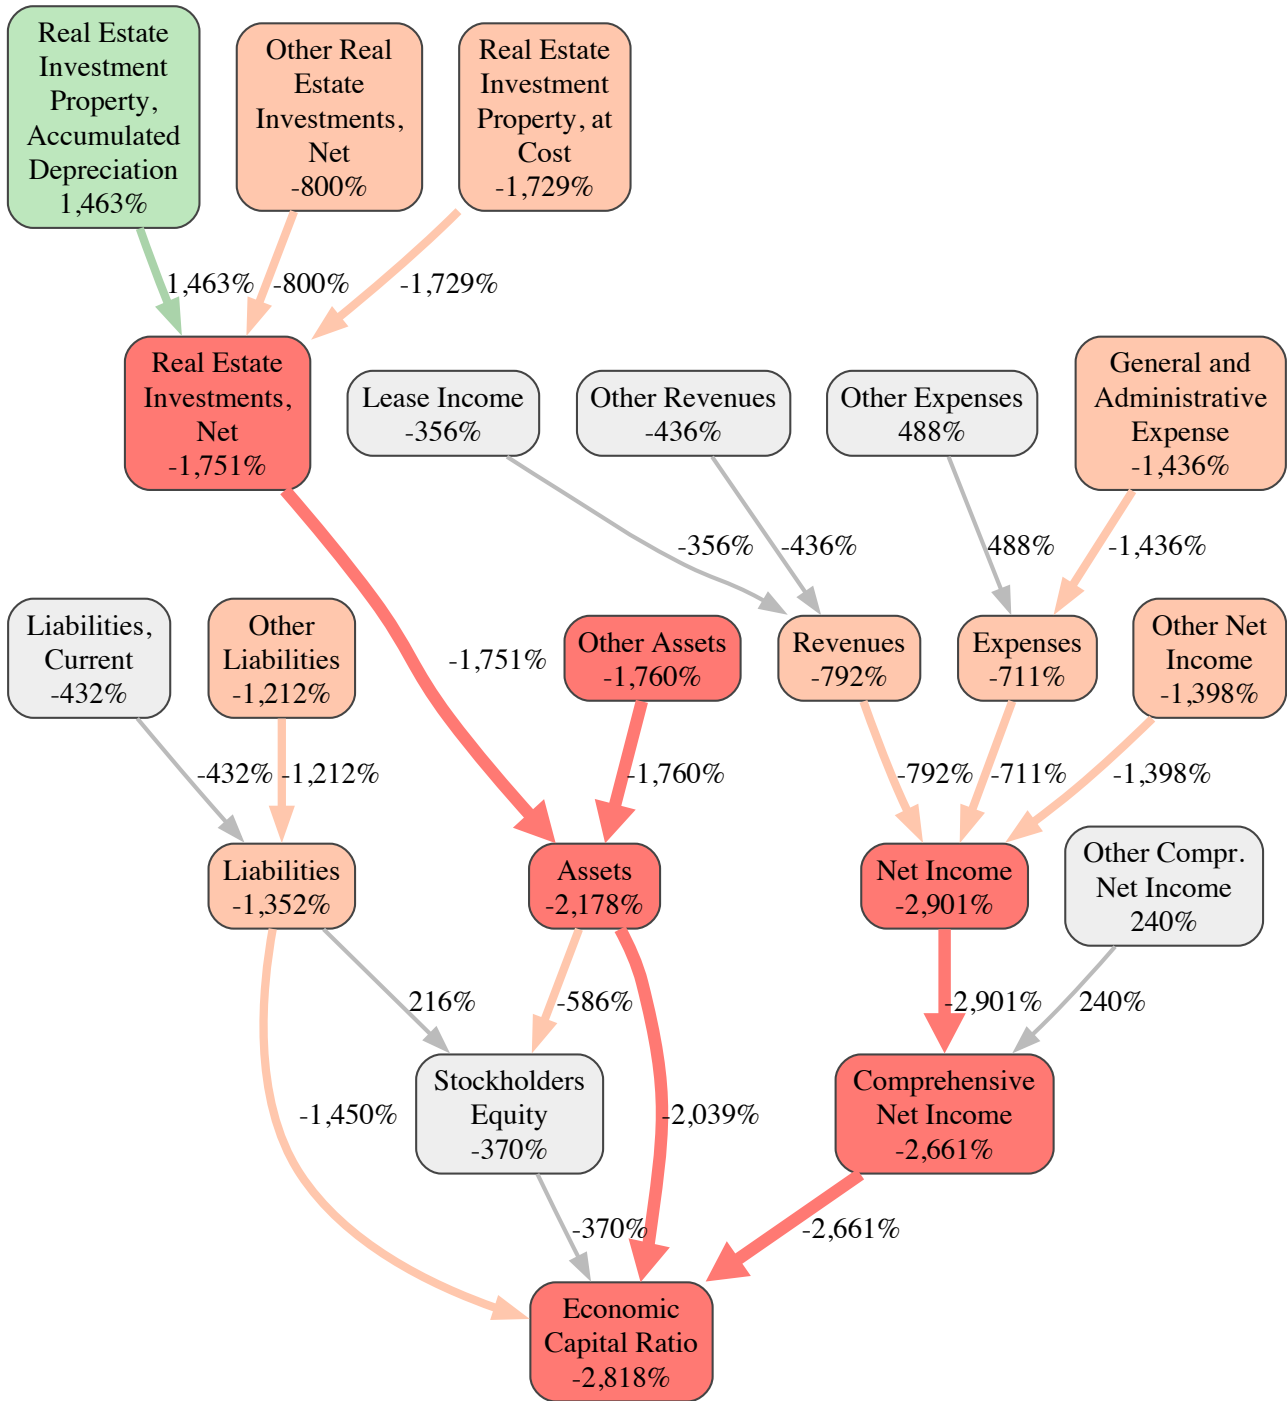 Real Estate
Investment
Property,
Accumulated
Depreciation
1,463%
Other Real
Estate
Investments,
Net
-800%
Real Estate
Investment
Property, at
Cost
-1,729%
1,463%
-800%
-1,729%
Real Estate
Investments,
Net
-1,751%
Lease Income
-356%
Other Revenues
-436%
Other Expenses
488%
General and
Administrative
Expense
-1,436%
-356%
-436%
488%
-1,436%
Liabilities,
Current
-432%
Other
Liabilities
-1,212%
-1,751%
Other Assets
-1,760%
Revenues
-792%
Expenses
-711%
Other Net
Income
-1,398%
-432%
-1,212%
-1,760%
-792%
-711%
-1,398%
Liabilities
-1,352%
Assets
-2,178%
Net Income
-2,901%
Other Compr.
Net Income
240%
216%
-586%
-2,901%
240%
-1,450%
Stockholders
Equity
-370%
-2,039%
Comprehensive
Net Income
-2,661%
-370%
-2,661%
Economic
Capital Ratio
-2,818%